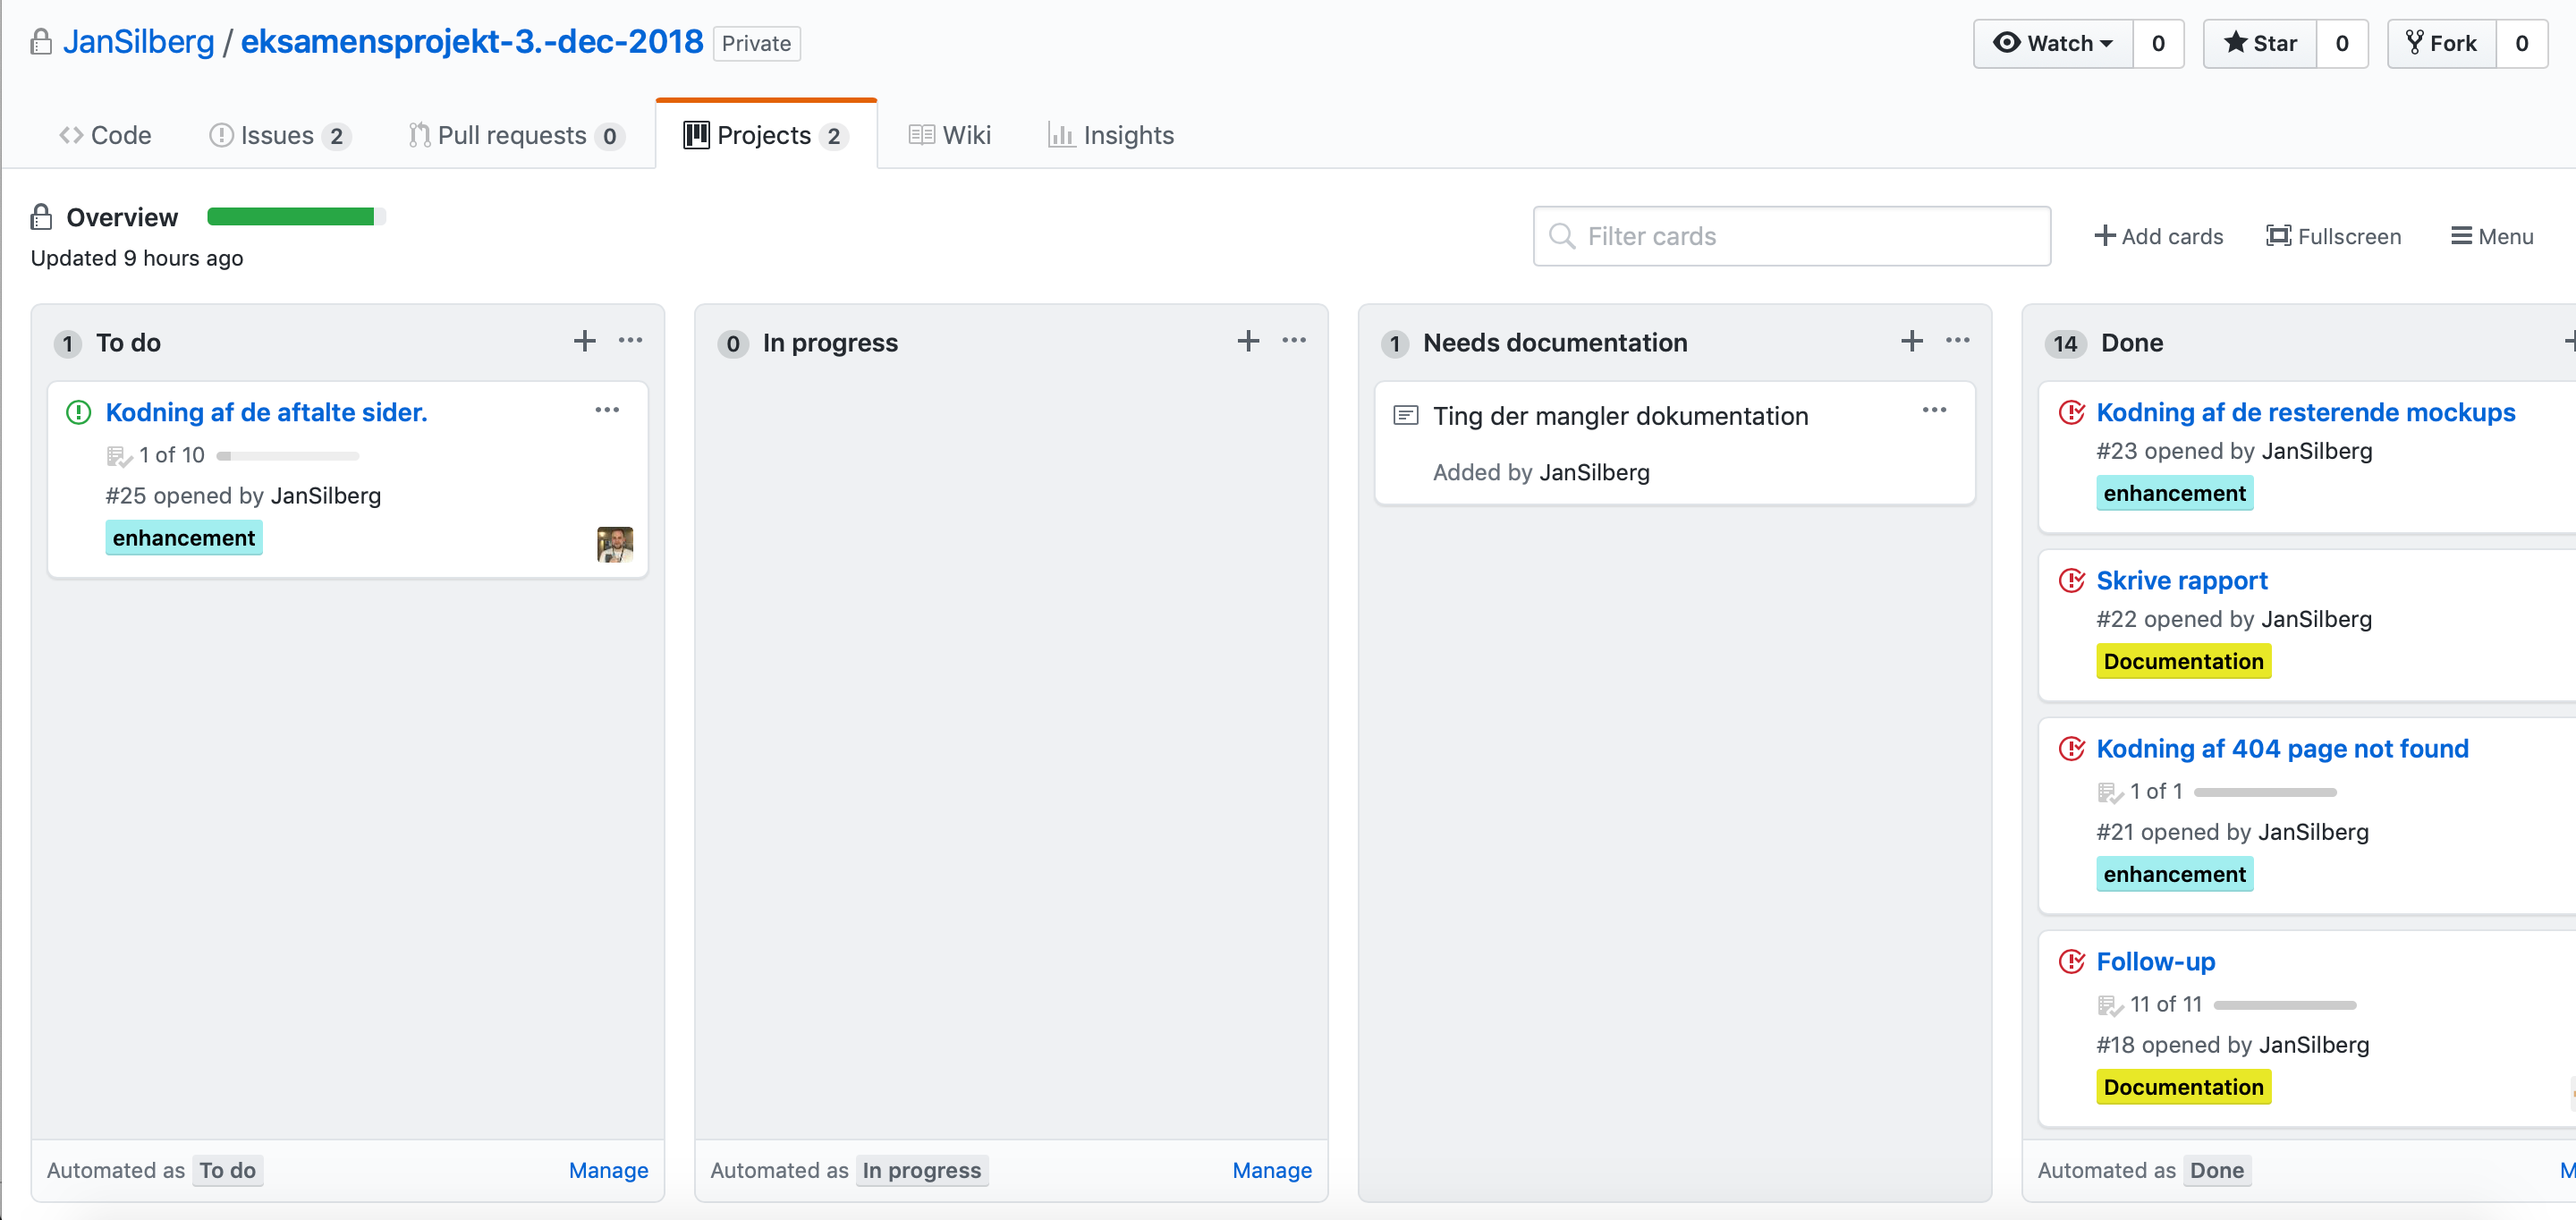 JanSilberg / eksamensprojekt-3.-dec-2018 Private
Watch 0 Star 0 Fork 0
Code Issues 2 Pull requests 0 Projects 2 Wiki Insights
Overview
Updated 9 hours ago
Filter cards
Add cards Fullscreen Menu
1 To do
Kodning af de aftalte sider.
1 of 10
#25 opened by JanSilberg
enhancement
Automated as To do Manage
0 In progress
Automated as In progress Manage
1 Needs documentation
Ting der mangler dokumentation
Added by JanSilberg
14 Done
Kodning af de resterende mockups
#23 opened by JanSilberg
enhancement
Skrive rapport
#22 opened by JanSilberg
Documentation
Kodning af 404 page not found
1 of 1
#21 opened by JanSilberg
enhancement
Follow-up
11 of 11
#18 opened by JanSilberg
Documentation
Automated as Done